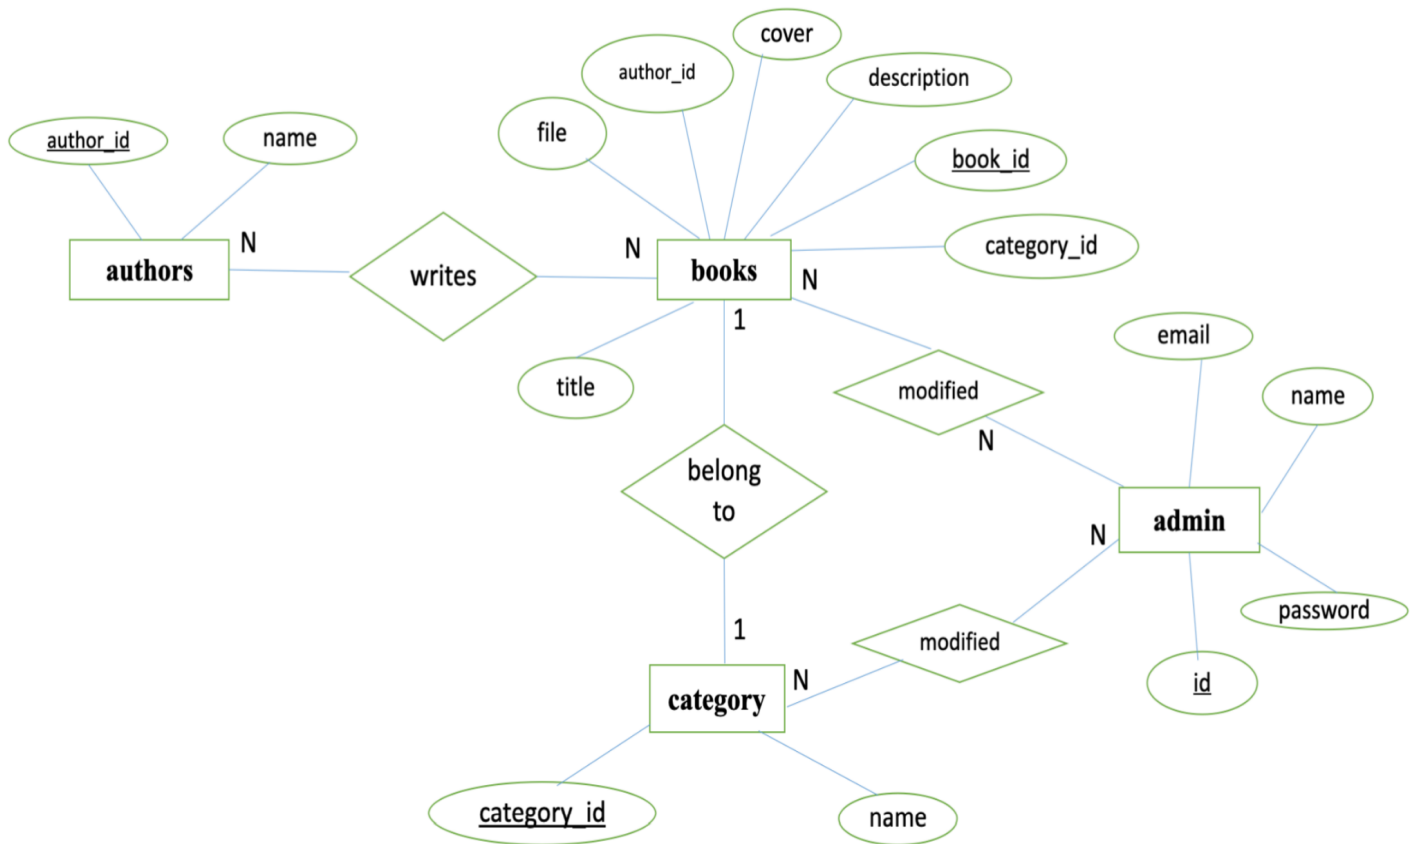 cover
author_id
description
file
author_id
name
book_id
category_id
N
N
authors
writes
books
N
1
email
title
modified
name
N
belong
to
admin
N
password
1
modified
id
N
category
category_id
name